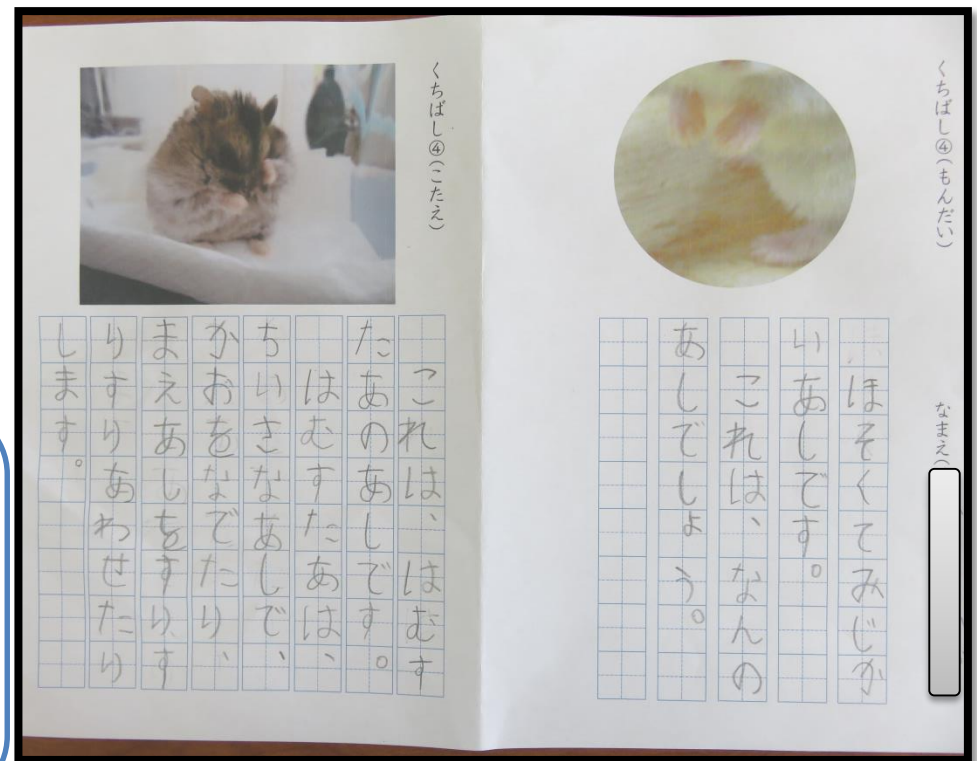 くちばし④(もんだい)
なまえ(
ほそくてみじか
いあしです。
これは、なんの
あしでしょう。
くちばし④(こたえ)
これは、はむす
たあのあしです。
はむすたあは、
ちいさなあしで、
かおをなでたり、
まえあしをすりす
りすりあわせたり
します。